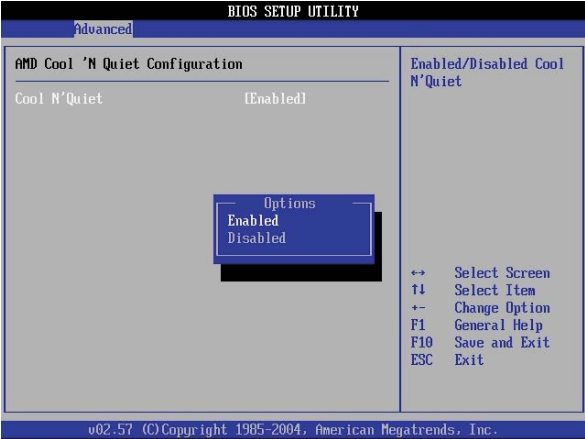 BIOS SETUP UTILITY
Advanced
AMD Cool 'N Quiet Configuration
Cool N'Quiet [Enabled]
Options
Enabled
Disabled
Enabled/Disabled Cool
N'Quiet
↔ Select Screen
↑↓ Select Item
+- Change Option
F1 General Help
F10 Save and Exit
ESC Exit
v02.57 (C)Copyright 1985-2004, American Megatrends, Inc.